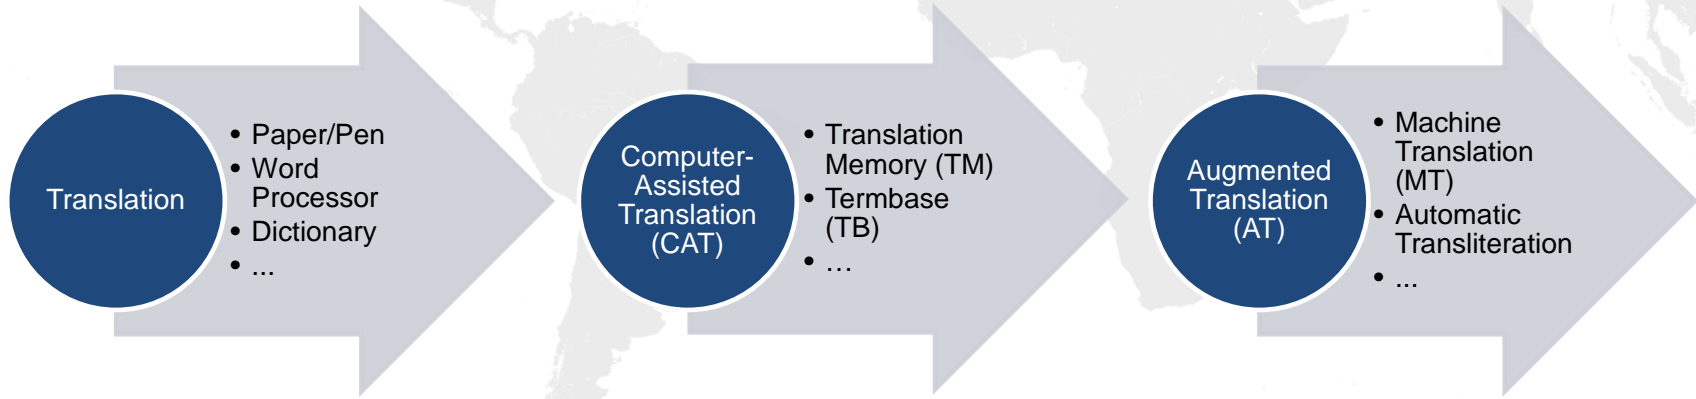 Translation
• Paper/Pen
• Word
Processor
• Dictionary
• ...
Computer-
Assisted
Translation
(CAT)
• Translation
Memory (TM)
• Termbase
(TB)
• …
Augmented
Translation
(AT)
• Machine
Translation
(MT)
• Automatic
Transliteration
• ...